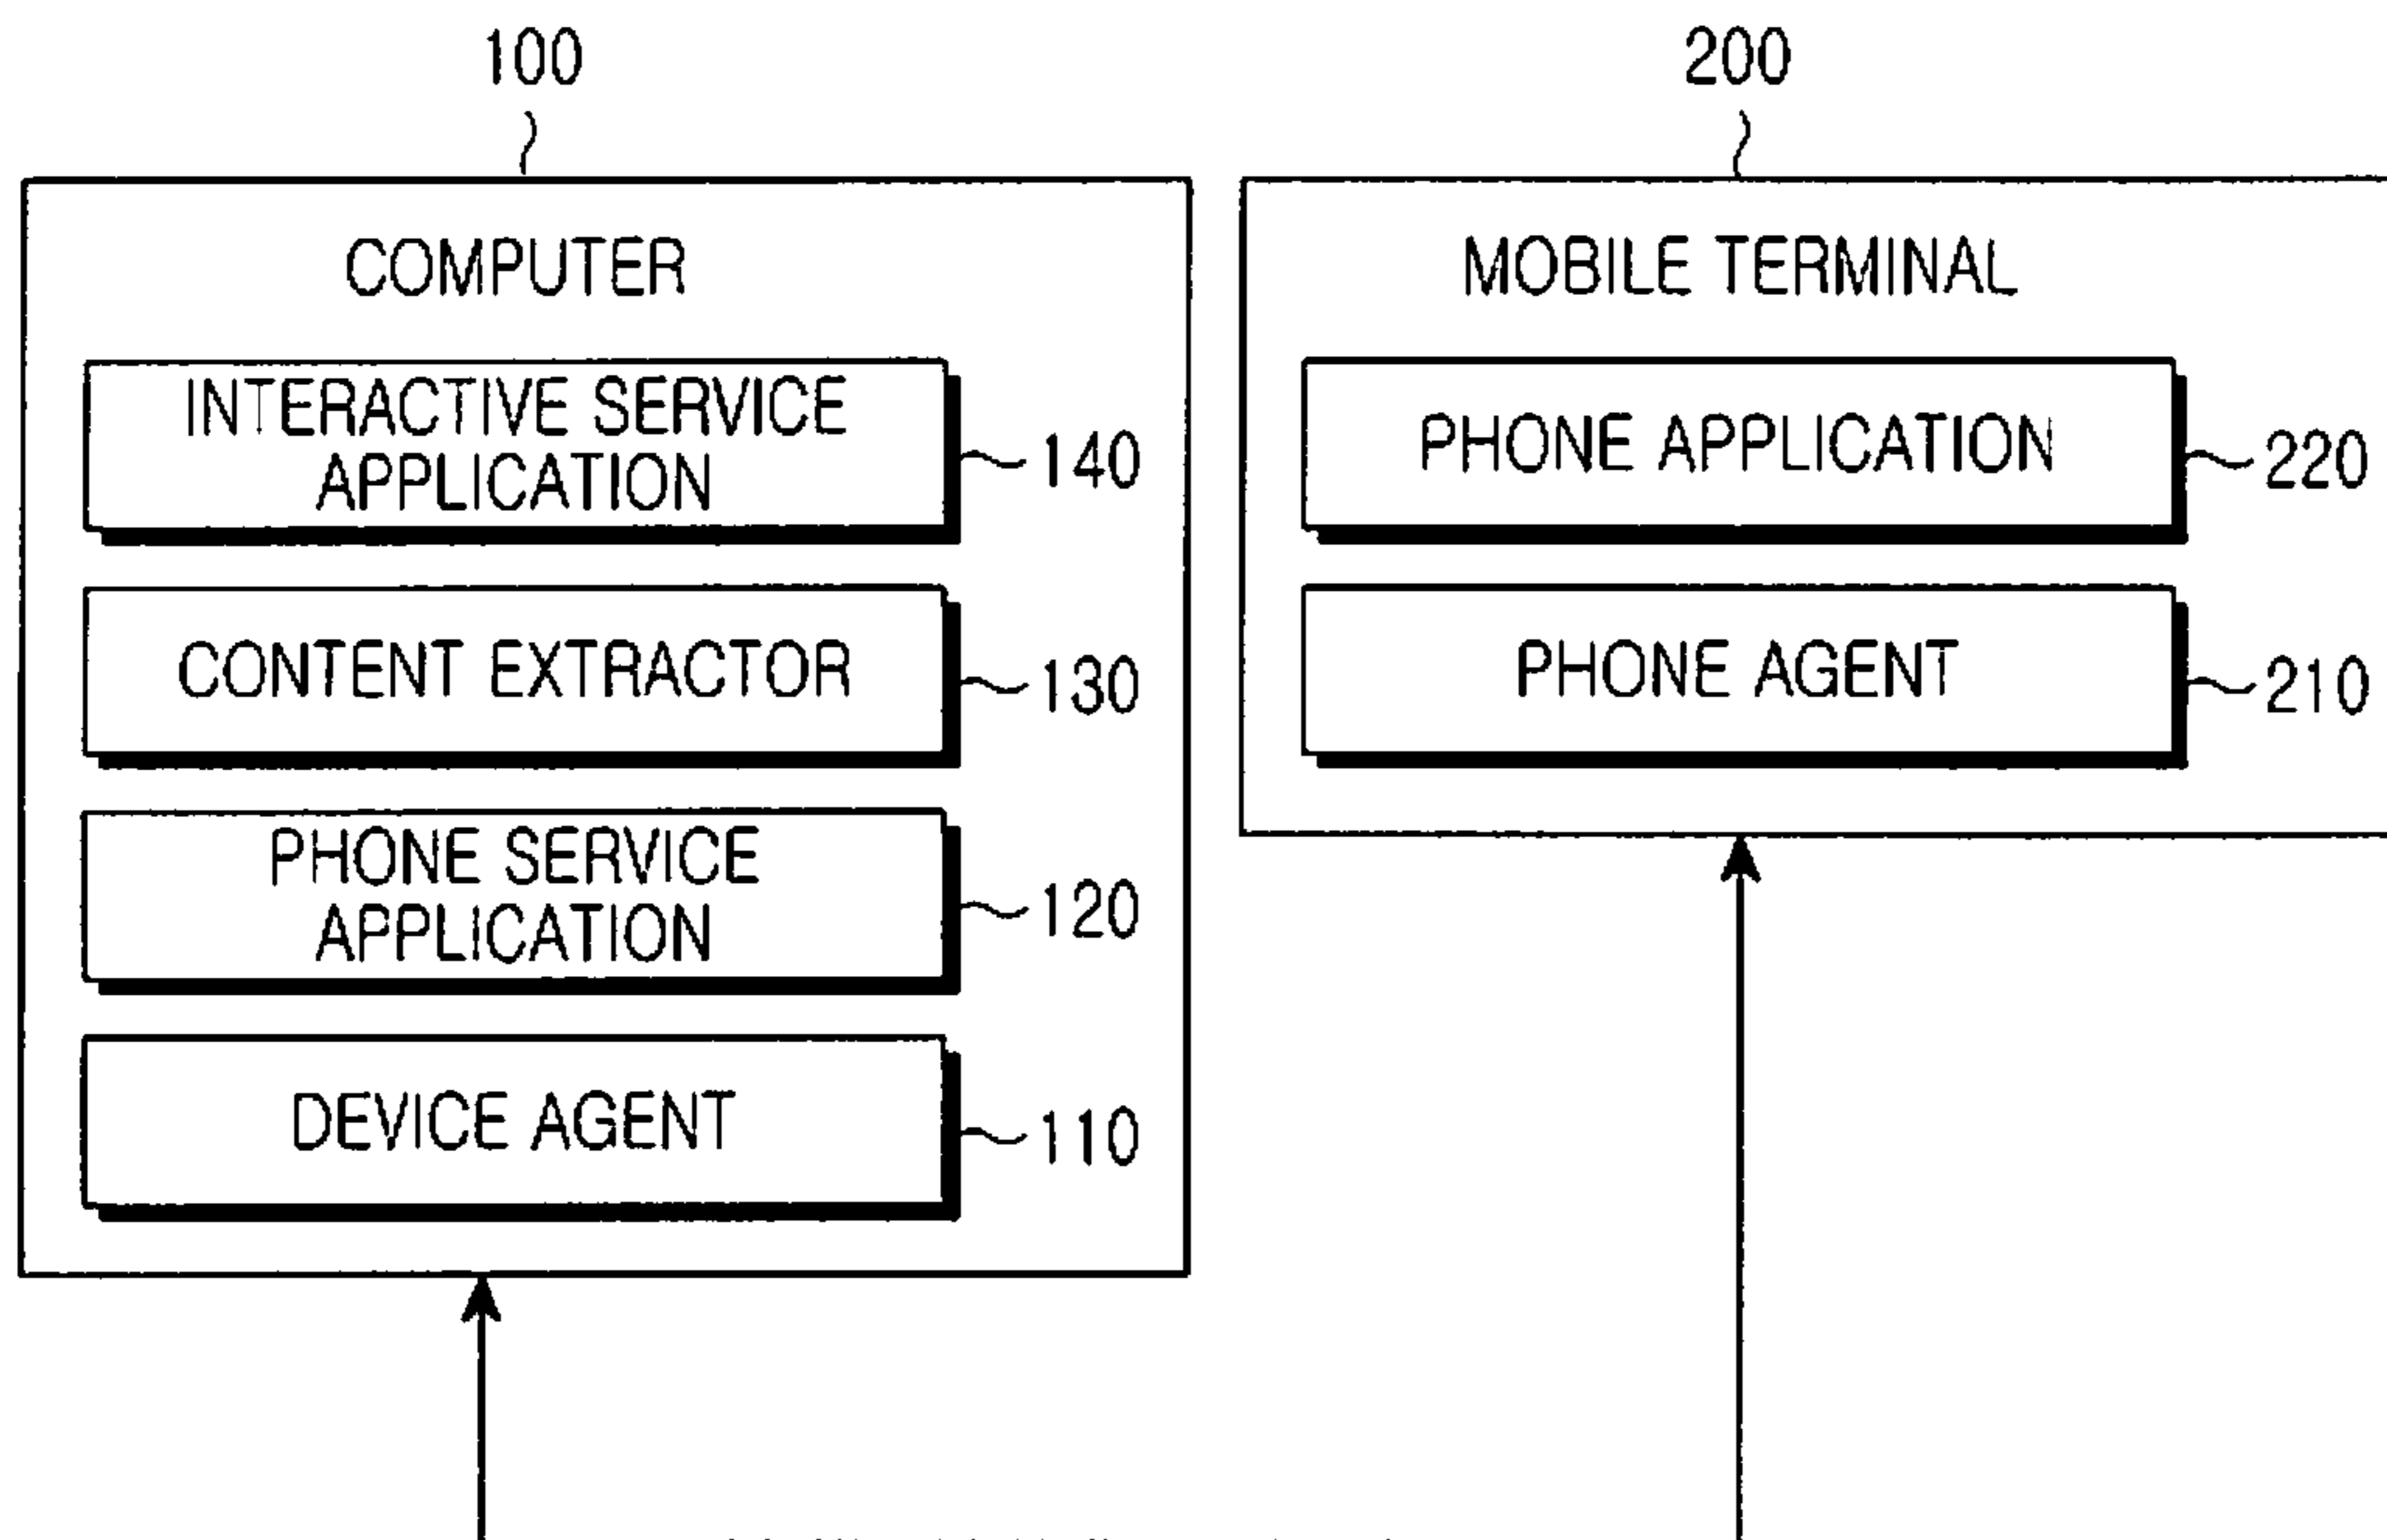 100
COMPUTER
INTERACTIVE SERVICE
APPLICATION
140
CONTENT EXTRACTOR
130
PHONE SERVICE
APPLICATION
120
DEVICE AGENT
110
200
MOBILE TERMINAL
PHONE APPLICATION
220
PHONE AGENT
210